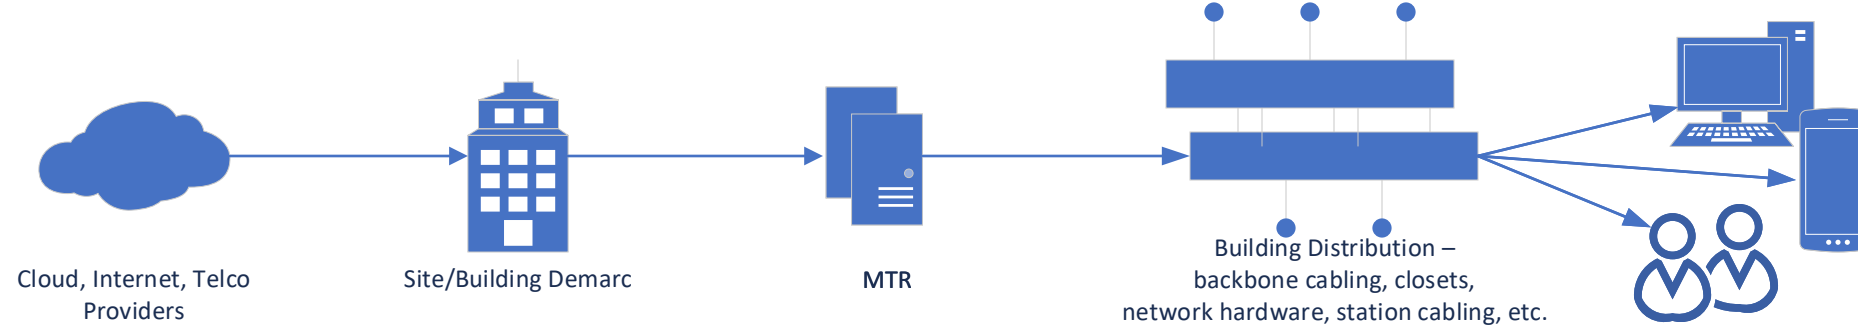 Cloud, Internet, Telco
Providers
Site/Building Demarc
MTR
Building Distribution –
backbone cabling, closets,
network hardware, station cabling, etc.